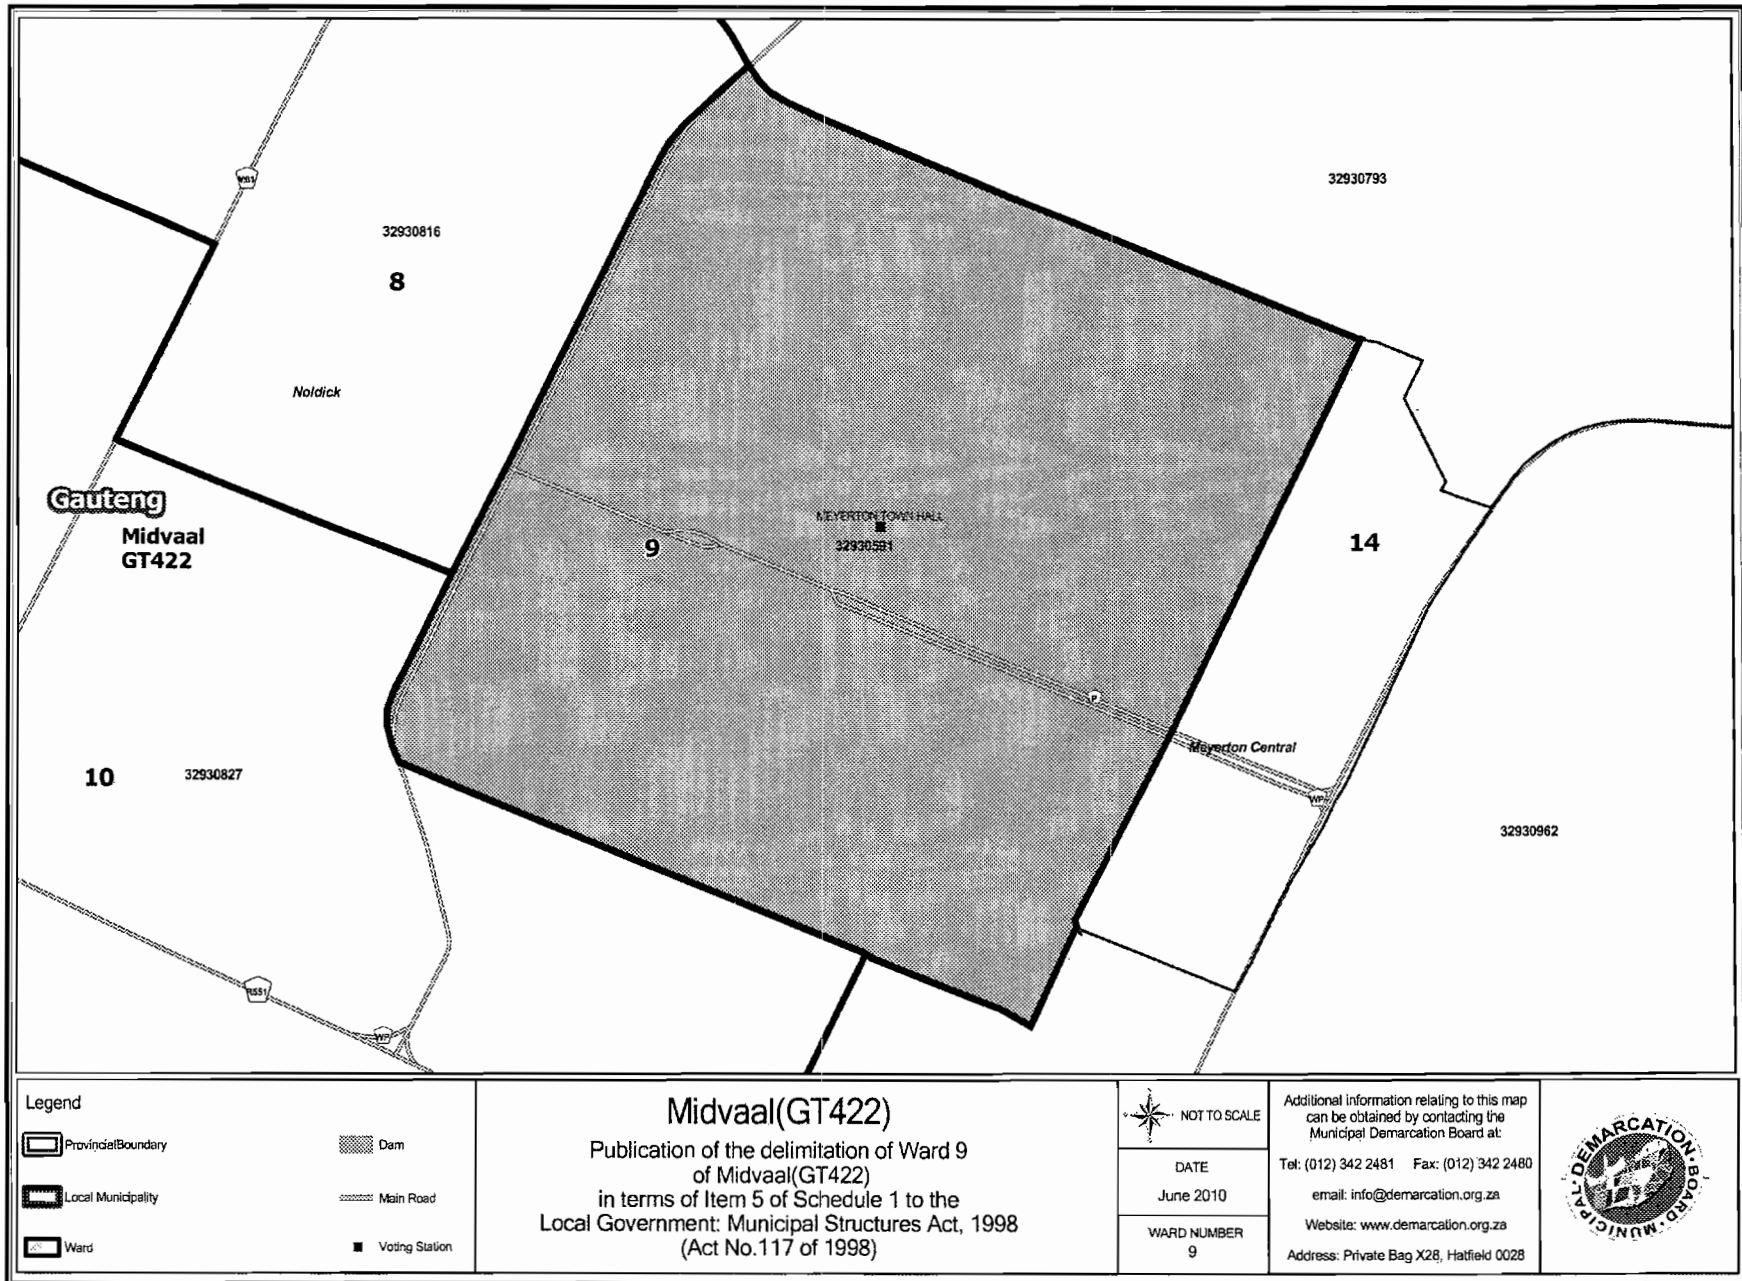 32930793
32930816
8
Noldick
Gauteng
Midvaal
GT422
MEYERTON TOWN HALL
9
32930591
14
P
Meyerton Central
10
32930827
WP
32930962
R551
WP
Legend
ProvincialBoundary
Local Municipality
Ward
Dam
Main Road
Voting Station
Midvaal(GT422)
Publication of the delimitation of Ward 9
of Midvaal(GT422)
in terms of Item 5 of Schedule 1 to the
Local Government: Municipal Structures Act, 1998
(Act No.117 of 1998)
NOT TO SCALE
DATE
June 2010
WARD NUMBER
9
Additional information relating to this map
can be obtained by contacting the
Municipal Demarcation Board at:
Tel: (012) 342 2481 Fax: (012) 342 2480
email: info@demarcation.org.za
Website: www.demarcation.org.za
Address: Private Bag X28, Hatfield 0028
MUNICIPAL DEMARCATION BOARD